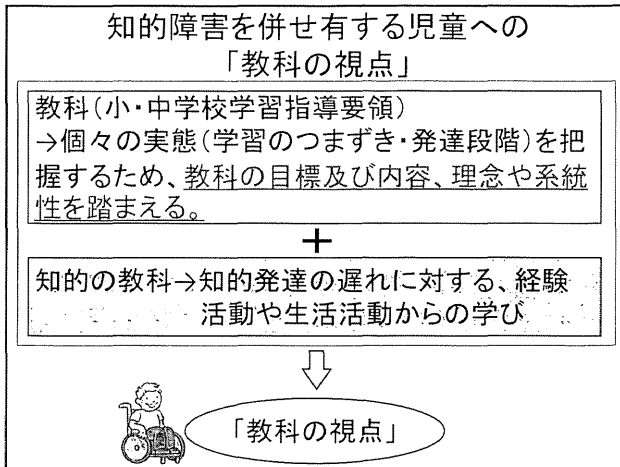 知的障害を併せ有する児童への
「教科の視点」
教科(小・中学校学習指導要領)
→個々の実態(学習のつまずき・発達段階)を把
握するため、教科の目標及び内容、理念や系統
性を踏まえる。
+
知的の教科→知的発達の遅れに対する、経験
活動や生活活動からの学び
「教科の視点」